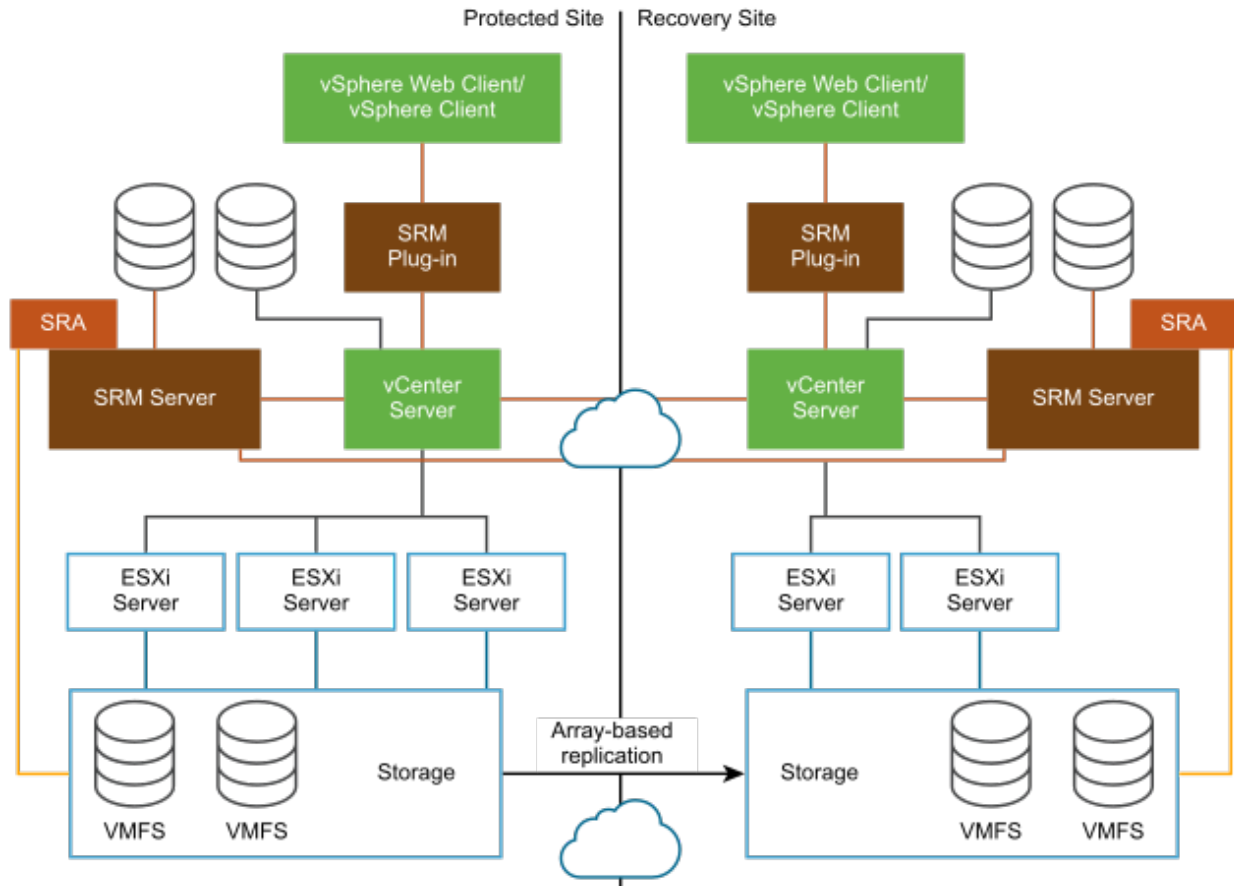 Protected Site
Recovery Site
vSphere Web Client/
vSphere Client
vSphere Web Client/
vSphere Client
SRM
Plug-in
SRM
Plug-in
SRA
SRA
SRM Server
vCenter
Server
vCenter
Server
SRM Server
ESXi
Server
ESXi
Server
ESXi
Server
ESXi
Server
ESXi
Server
Array-based
replication
Storage
Storage
VMFS
VMFS
VMFS
VMFS